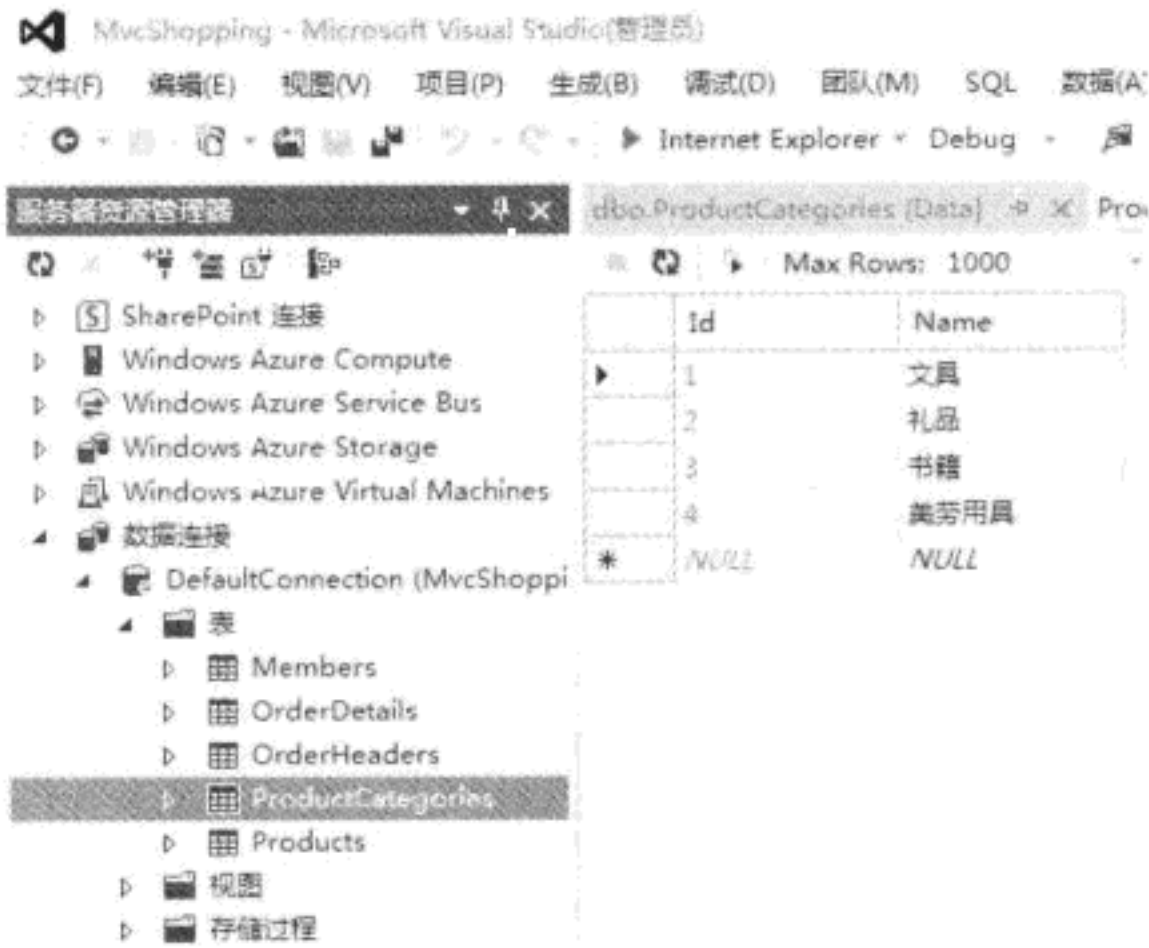 MvcShopping - Microsoft Visual Studio(管理员)
文件(F) 编辑(E) 视图(V) 项目(P) 生成(B) 调试(D) 团队(M) SQL 数据(A)
Internet Explorer Debug
服务器资源管理器
dbo.ProductCategories [Data] Pro
Max Rows: 1000
SharePoint 连接
Windows Azure Compute
Windows Azure Service Bus
Windows Azure Storage
Windows Azure Virtual Machines
数据连接
DefaultConnection (MvcShoppi
表
Members
OrderDetails
OrderHeaders
ProductCategories
Products
视图
存储过程
Id Name
1 文具
2 礼品
3 书籍
4 美劳用具
NULL NULL